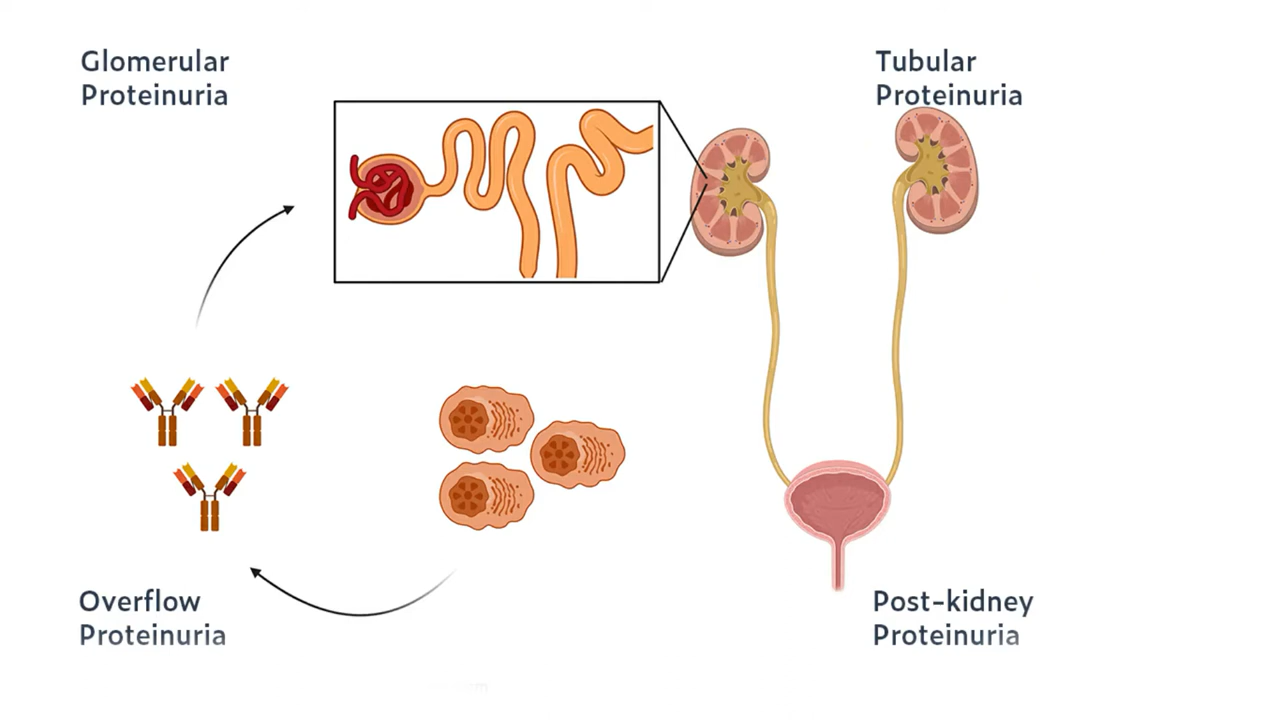 Glomerular
Proteinuria
Tubular
Proteinuria
Overflow
Proteinuria
Post-kidney
Proteinuria